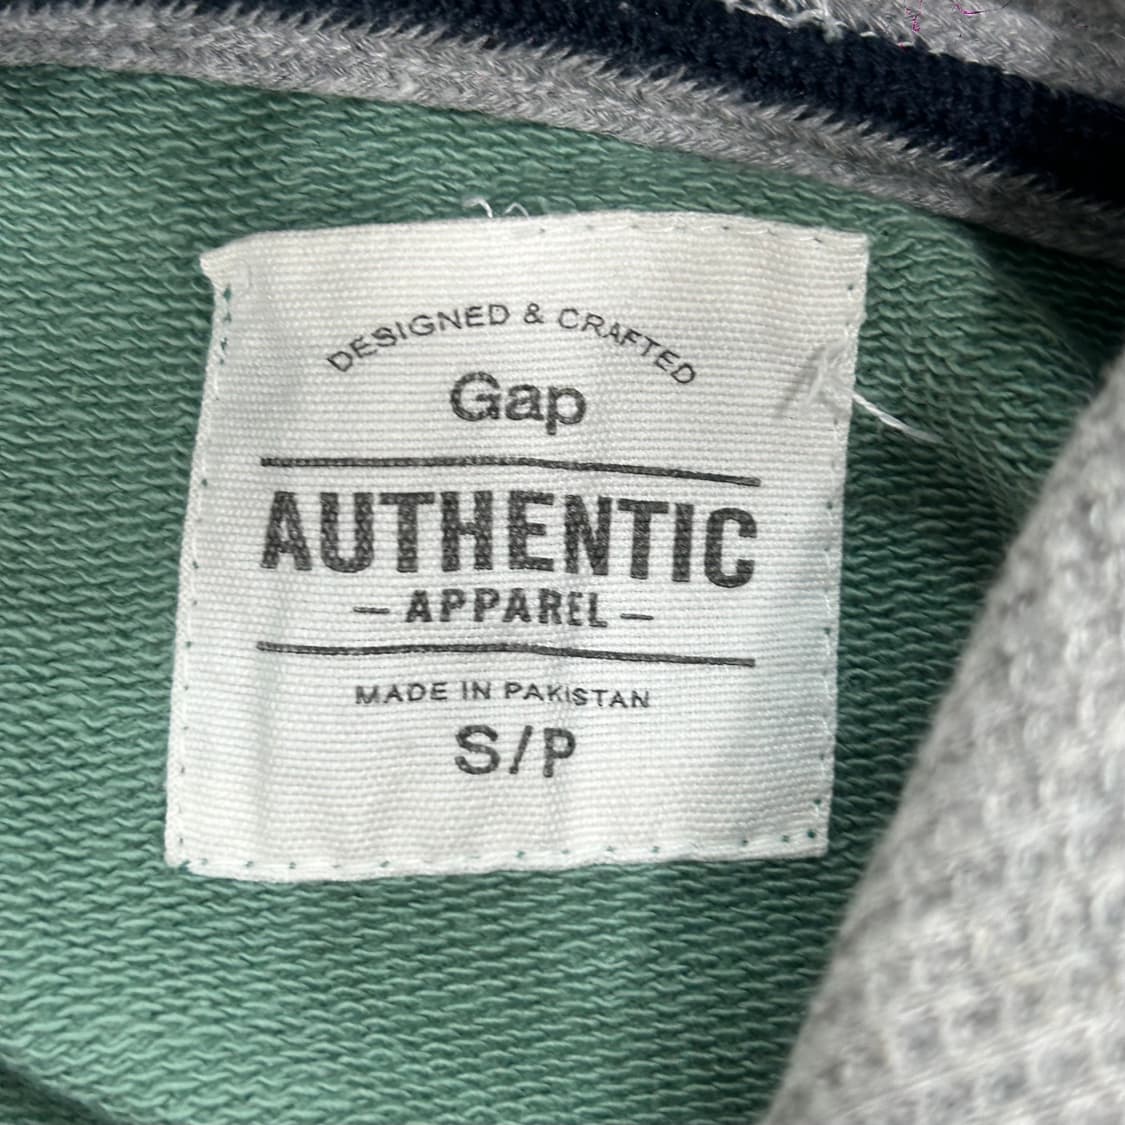 DESIGNED & CRAFTED
Gap
AUTHENTIC
- APPAREL -
MADE IN PAKISTAN
S/P